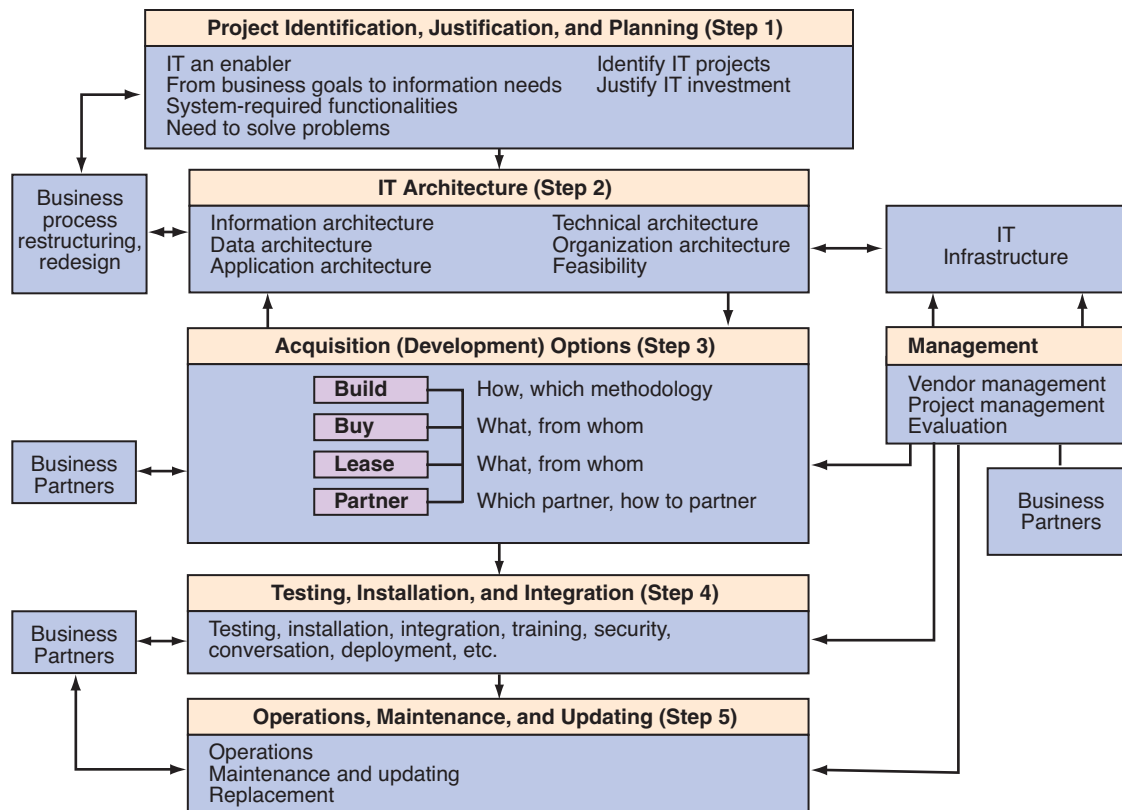 Project Identification, Justification, and Planning (Step 1)
IT an enabler
From business goals to information needs
System-required functionalities
Need to solve problems
Identify IT projects
Justify IT investment
Business
process
restructuring,
redesign
IT Architecture (Step 2)
Information architecture
Data architecture
Application architecture
Technical architecture
Organization architecture
Feasibility
IT
Infrastructure
Acquisition (Development) Options (Step 3)
Build How, which methodology
Buy What, from whom
Lease What, from whom
Partner Which partner, how to partner
Management
Vendor management
Project management
Evaluation
Business
Partners
Business
Partners
Testing, Installation, and Integration (Step 4)
Testing, installation, integration, training, security,
conversation, deployment, etc.
Business
Partners
Operations, Maintenance, and Updating (Step 5)
Operations
Maintenance and updating
Replacement